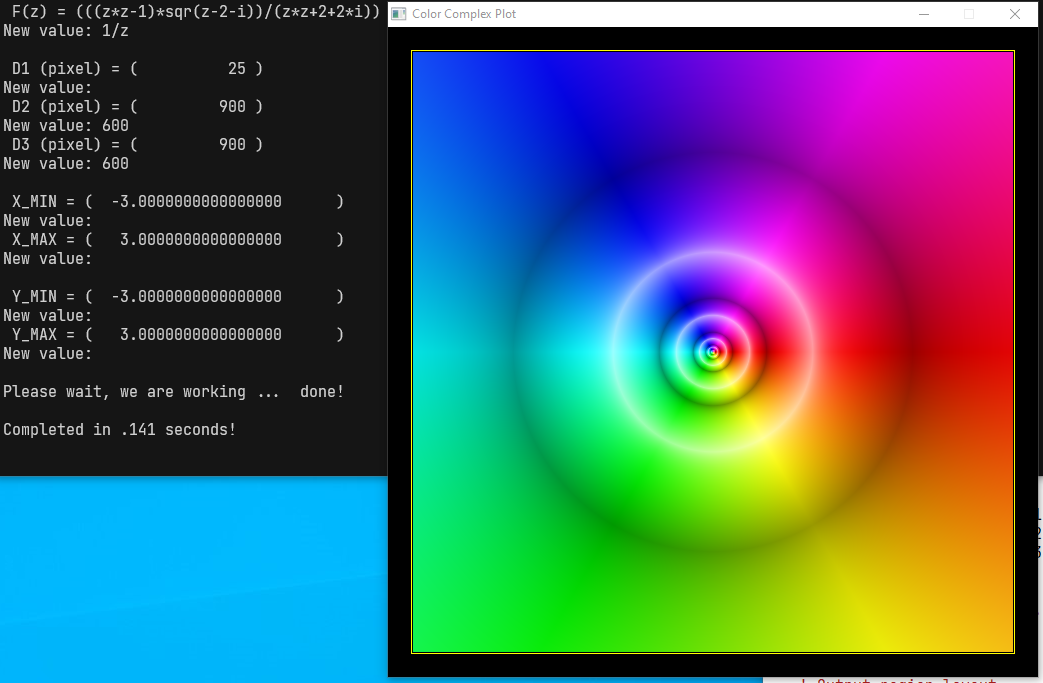 F(z) = (((z*z-1)*sqr(z-2-i))/(z*z+2+2*i))
New value: 1/z
D1 (pixel) = ( 25 )
New value:
D2 (pixel) = ( 900 )
New value: 600
D3 (pixel) = ( 900 )
New value: 600
X_MIN = ( -3.0000000000000000 )
New value:
X_MAX = ( 3.0000000000000000 )
New value:
Y_MIN = ( -3.0000000000000000 )
New value:
Y_MAX = ( 3.0000000000000000 )
New value:
Please wait, we are working ... done!
Completed in .141 seconds!
Color Complex Plot